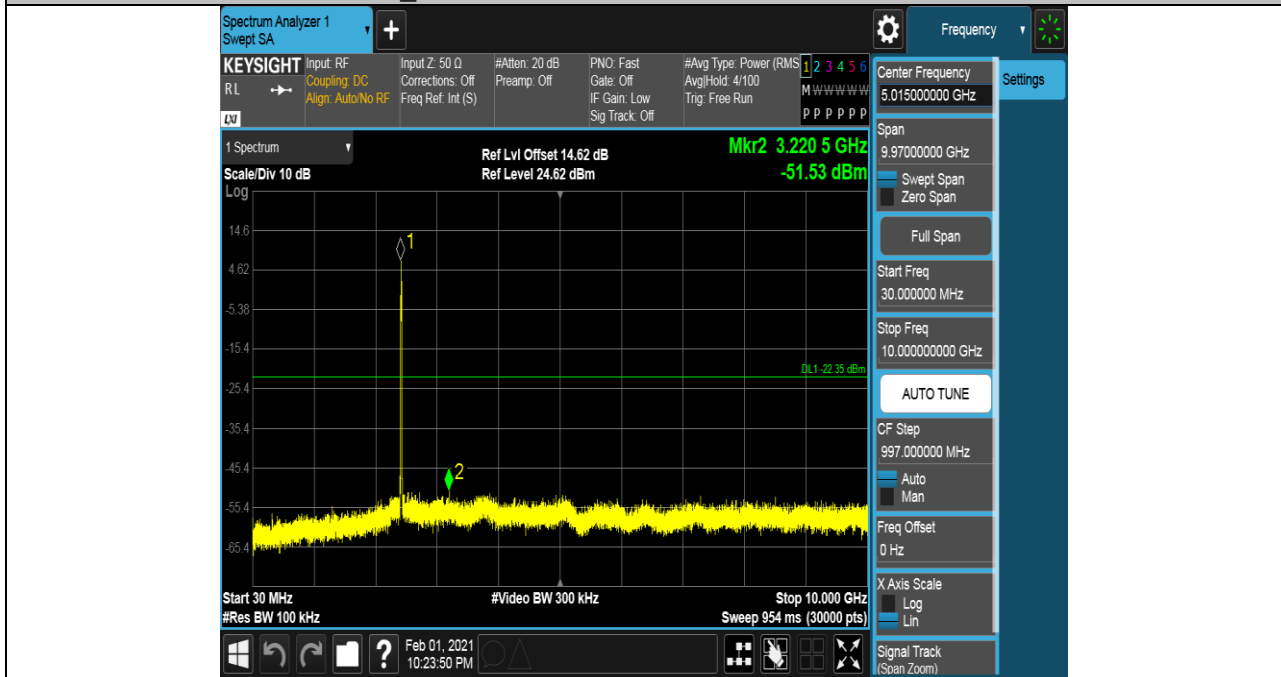 Spectrum Analyzer 1
Swept SA
+
Frequency
KEYSIGHT
RL
LXI
Input: RF
Coupling: DC
Align: Auto/No RF
Input Z: 50 Ω
Corrections: Off
Freq Ref: Int (S)
#Atten: 20 dB
Preamp: Off
PNO: Fast
Gate: Off
IF Gain: Low
Sig Track: Off
#Avg Type: Power (RMS
Avg|Hold: 4/100
Trig: Free Run
1 2 3 4 5 6
M W W W W W
P P P P P P
1 Spectrum
Scale/Div 10 dB
Log
Ref Lvl Offset 14.62 dB
Ref Level 24.62 dBm
Mkr2 3.220 5 GHz
-51.53 dBm
14.6
4.62
-5.38
-15.4
-25.4
-35.4
-45.4
-55.4
-65.4
1
2
DL1 -22.35 dBm
Start 30 MHz
#Res BW 100 kHz
#Video BW 300 kHz
Stop 10.000 GHz
Sweep 954 ms (30000 pts)
Center Frequency
5.015000000 GHz
Settings
Span
9.97000000 GHz
Swept Span
Zero Span
Full Span
Start Freq
30.000000 MHz
Stop Freq
10.000000000 GHz
AUTO TUNE
CF Step
997.000000 MHz
Auto
Man
Freq Offset
0 Hz
X Axis Scale
Log
Lin
Signal Track
(Span Zoom)
?
Feb 01, 2021
10:23:50 PM